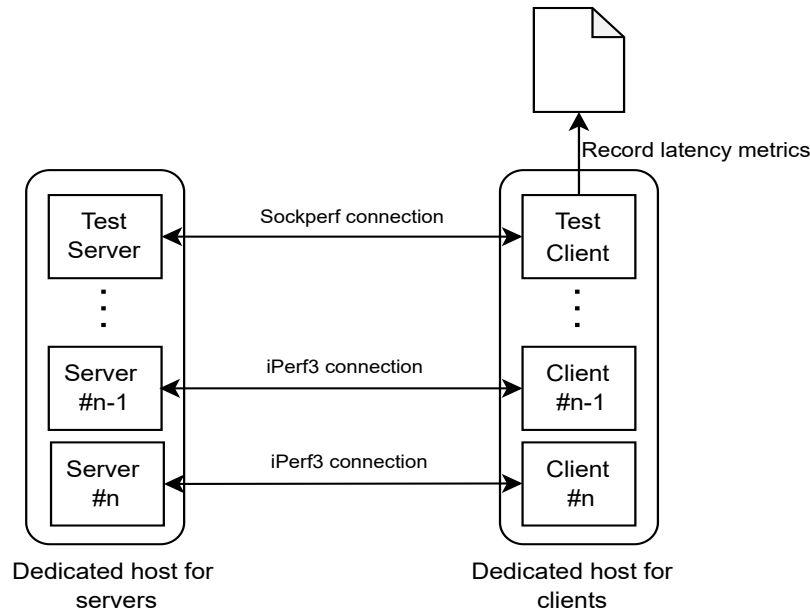 Record latency metrics
Test
Server
Sockperf connection
Test
Client
Server
#n-1
iPerf3 connection
Client
#n-1
Server
#n
iPerf3 connection
Client
#n
Dedicated host for
servers
Dedicated host for
clients